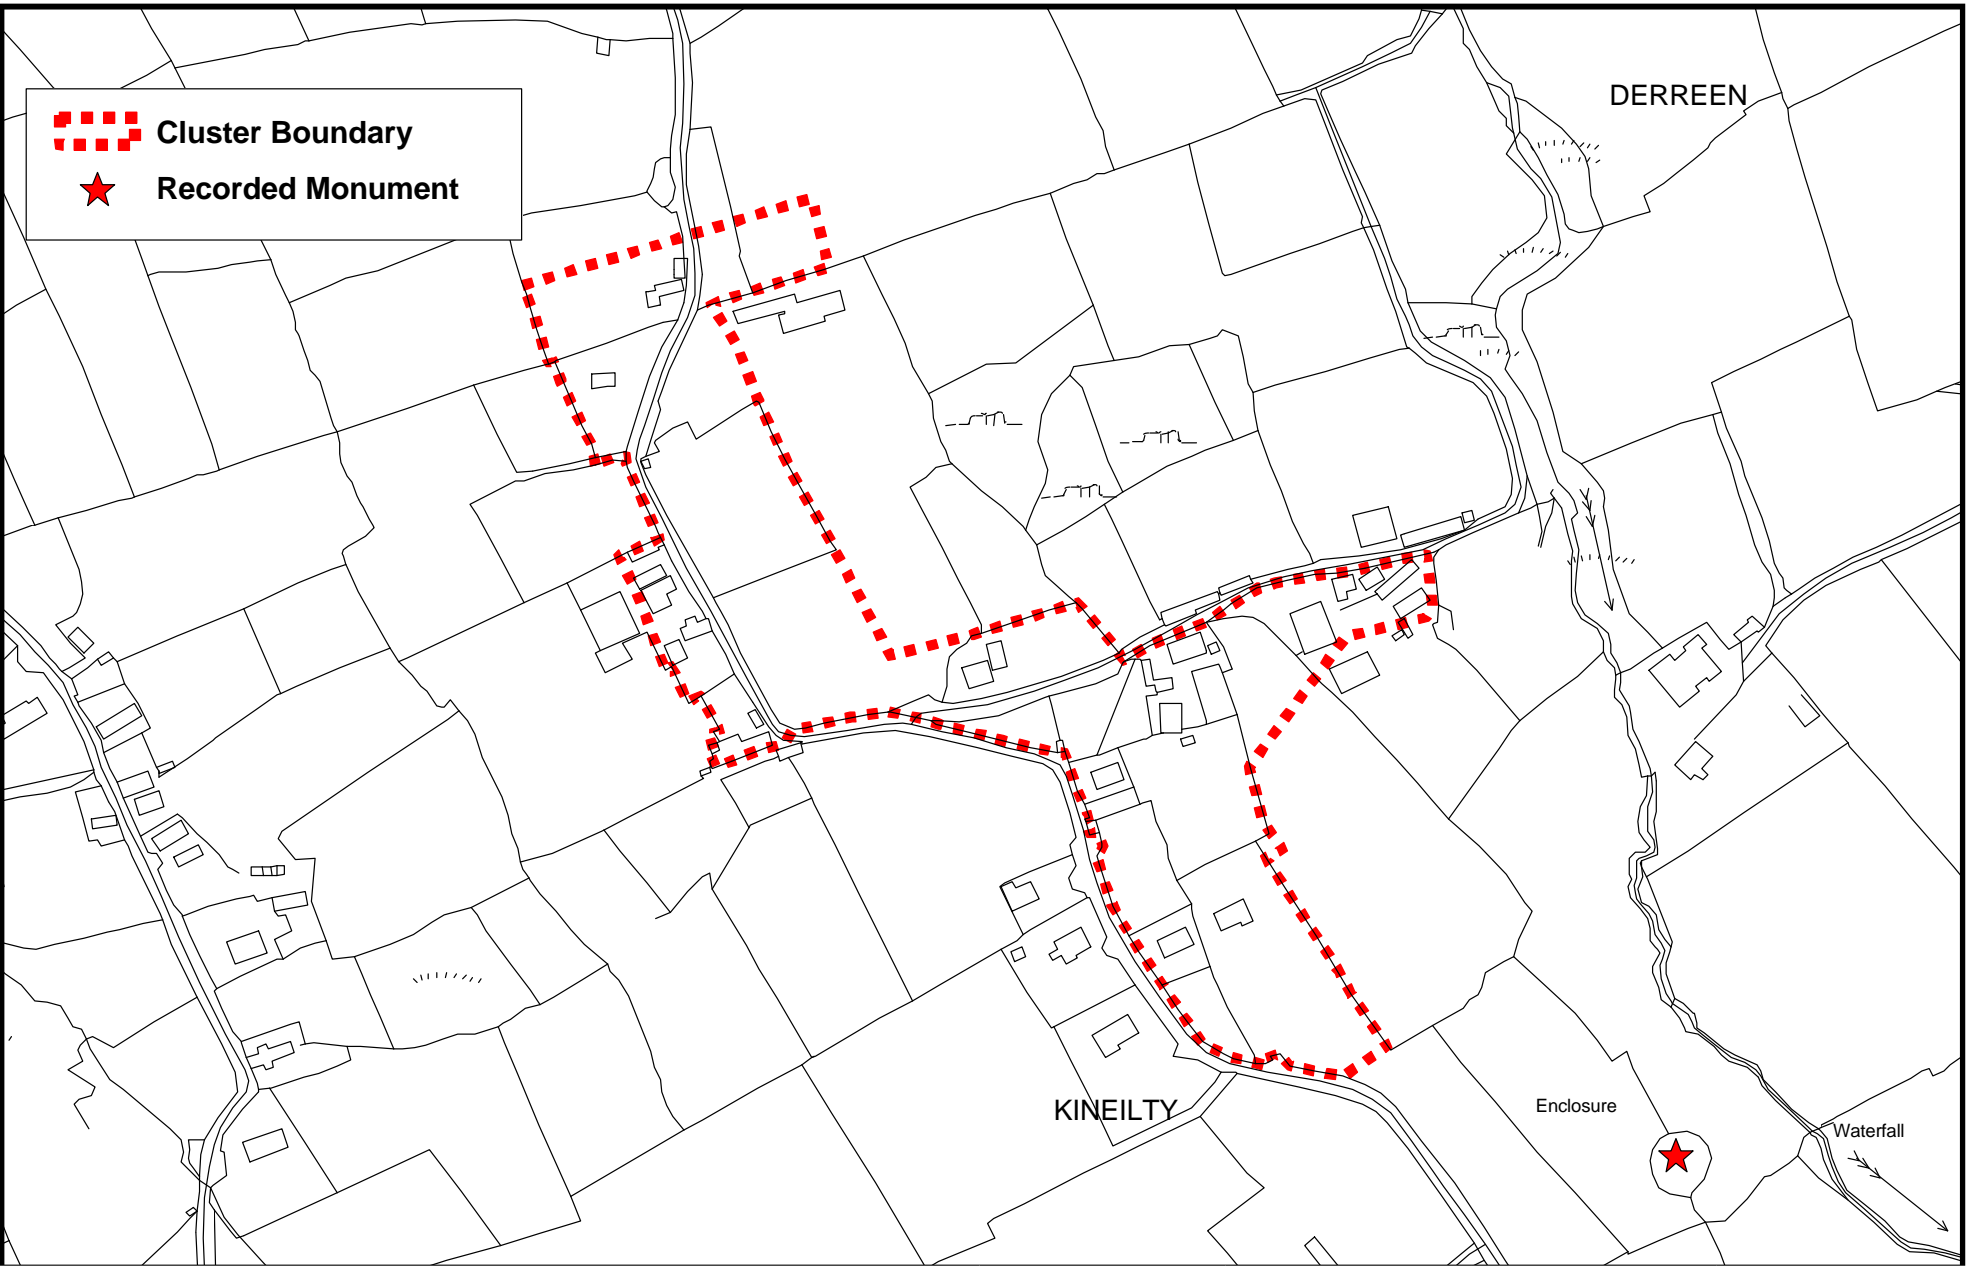 DERREEN
Cluster Boundary
Recorded Monument
KINEILTY
Enclosure
Waterfall